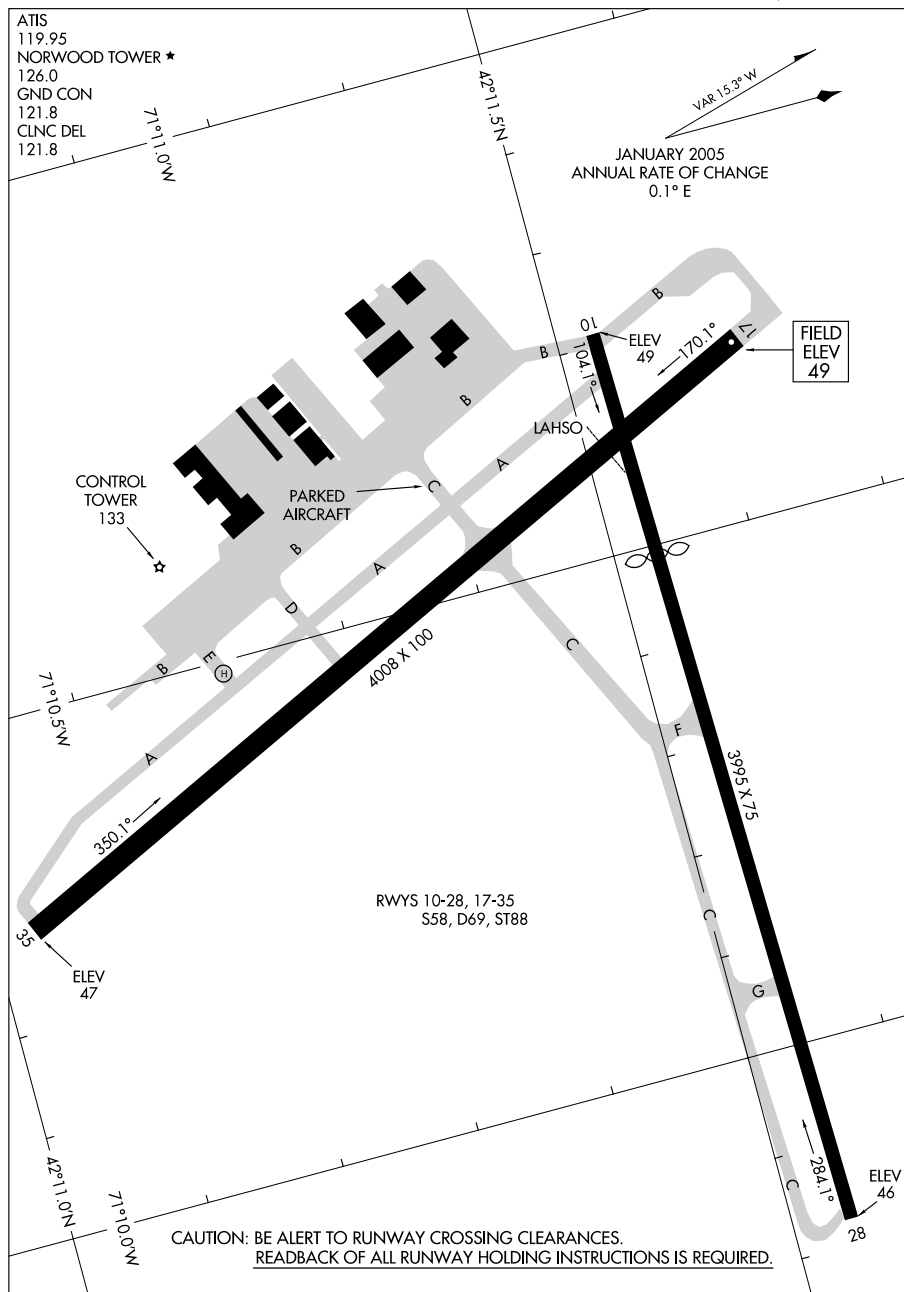 ATIS
119.95
NORWOOD TOWER ★
126.0
GND CON
121.8
CLNC DEL
121.8
71°11.0'W
42°11.5'N
VAR 15.3° W
JANUARY 2005
ANNUAL RATE OF CHANGE
0.1° E
B
10
ELEV
49
17
FIELD
ELEV
49
B
104.1°
170.1°
B
LAHSO
A
CONTROL
TOWER
133
PARKED
AIRCRAFT
C
B
A
D
C
E
H
B
4008 X 100
71°10.5'W
A
F
3995 X 75
350.1°
RWYS 10-28, 17-35
S58, D69, ST88
C
35
ELEV
47
G
42°11.0'N
71°10.0'W
C
284.1°
ELEV
46
28
CAUTION: BE ALERT TO RUNWAY CROSSING CLEARANCES.
READBACK OF ALL RUNWAY HOLDING INSTRUCTIONS IS REQUIRED.